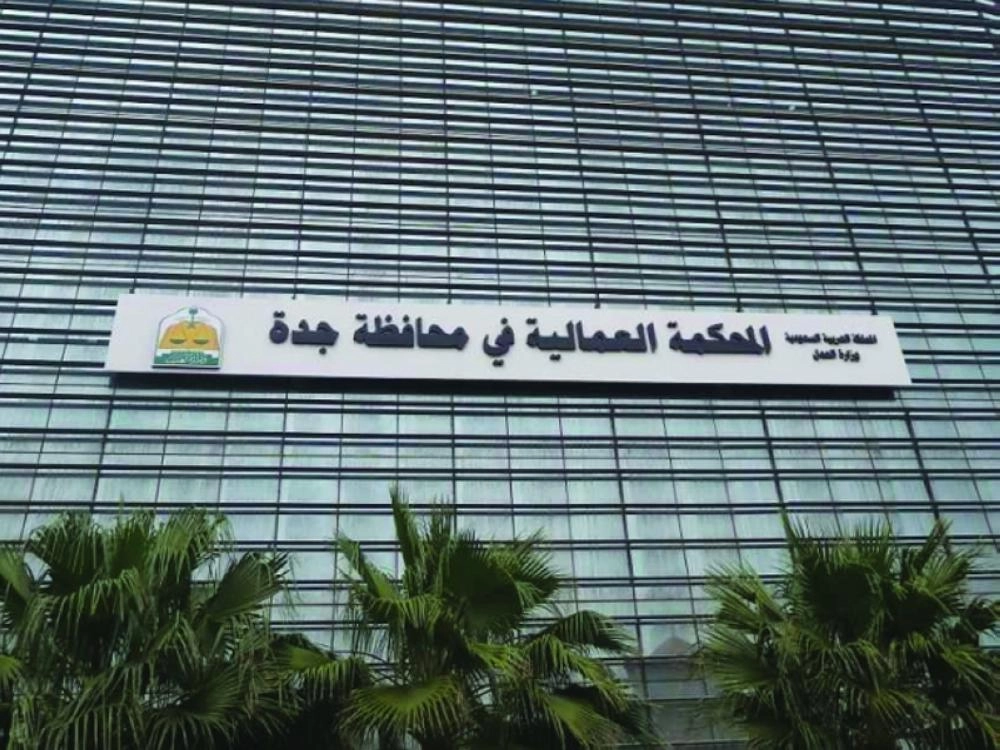 المملكة العربية السعودية
وزارة العدل
المحكمة العمالية في محافظة جدة